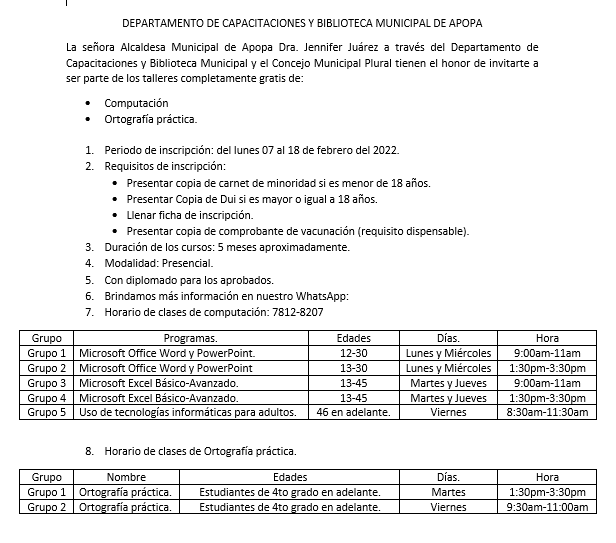 DEPARTAMENTO DE CAPACITACIONES Y BIBLIOTECA MUNICIPAL DE APOPA
La señora Alcaldesa Municipal de Apopa Dra. Jennifer Juárez a través del Departamento de
Capacitaciones y Biblioteca Municipal y el Concejo Municipal Plural tienen el honor de invitarte a
ser parte de los talleres completamente gratis de:
• Computación
• Ortografía práctica.
1. Periodo de inscripción: del lunes 07 al 18 de febrero del 2022.
2. Requisitos de inscripción:
• Presentar copia de carnet de minoridad si es menor de 18 años.
• Presentar Copia de Dui si es mayor o igual a 18 años.
• Llenar ficha de inscripción.
• Presentar copia de comprobante de vacunación (requisito dispensable).
3. Duración de los cursos: 5 meses aproximadamente.
4. Modalidad: Presencial.
5. Con diplomado para los aprobados.
6. Brindamos más información en nuestro WhatsApp:
7. Horario de clases de computación: 7812-8207
Grupo Programas. Edades Días. Hora
Grupo 1 Microsoft Office Word y PowerPoint. 12-30 Lunes y Miércoles 9:00am-11am
Grupo 2 Microsoft Office Word y PowerPoint 13-30 Lunes y Miércoles 1:30pm-3:30pm
Grupo 3 Microsoft Excel Básico-Avanzado. 13-45 Martes y Jueves 9:00am-11am
Grupo 4 Microsoft Excel Básico-Avanzado. 13-45 Martes y Jueves 1:30pm-3:30pm
Grupo 5 Uso de tecnologías informáticas para adultos. 46 en adelante. Viernes 8:30am-11:30am
8. Horario de clases de Ortografía práctica.
Grupo Nombre Edades Días. Hora
Grupo 1 Ortografía práctica. Estudiantes de 4to grado en adelante. Martes 1:30pm-3:30pm
Grupo 2 Ortografía práctica. Estudiantes de 4to grado en adelante. Viernes 9:30am-11:00am